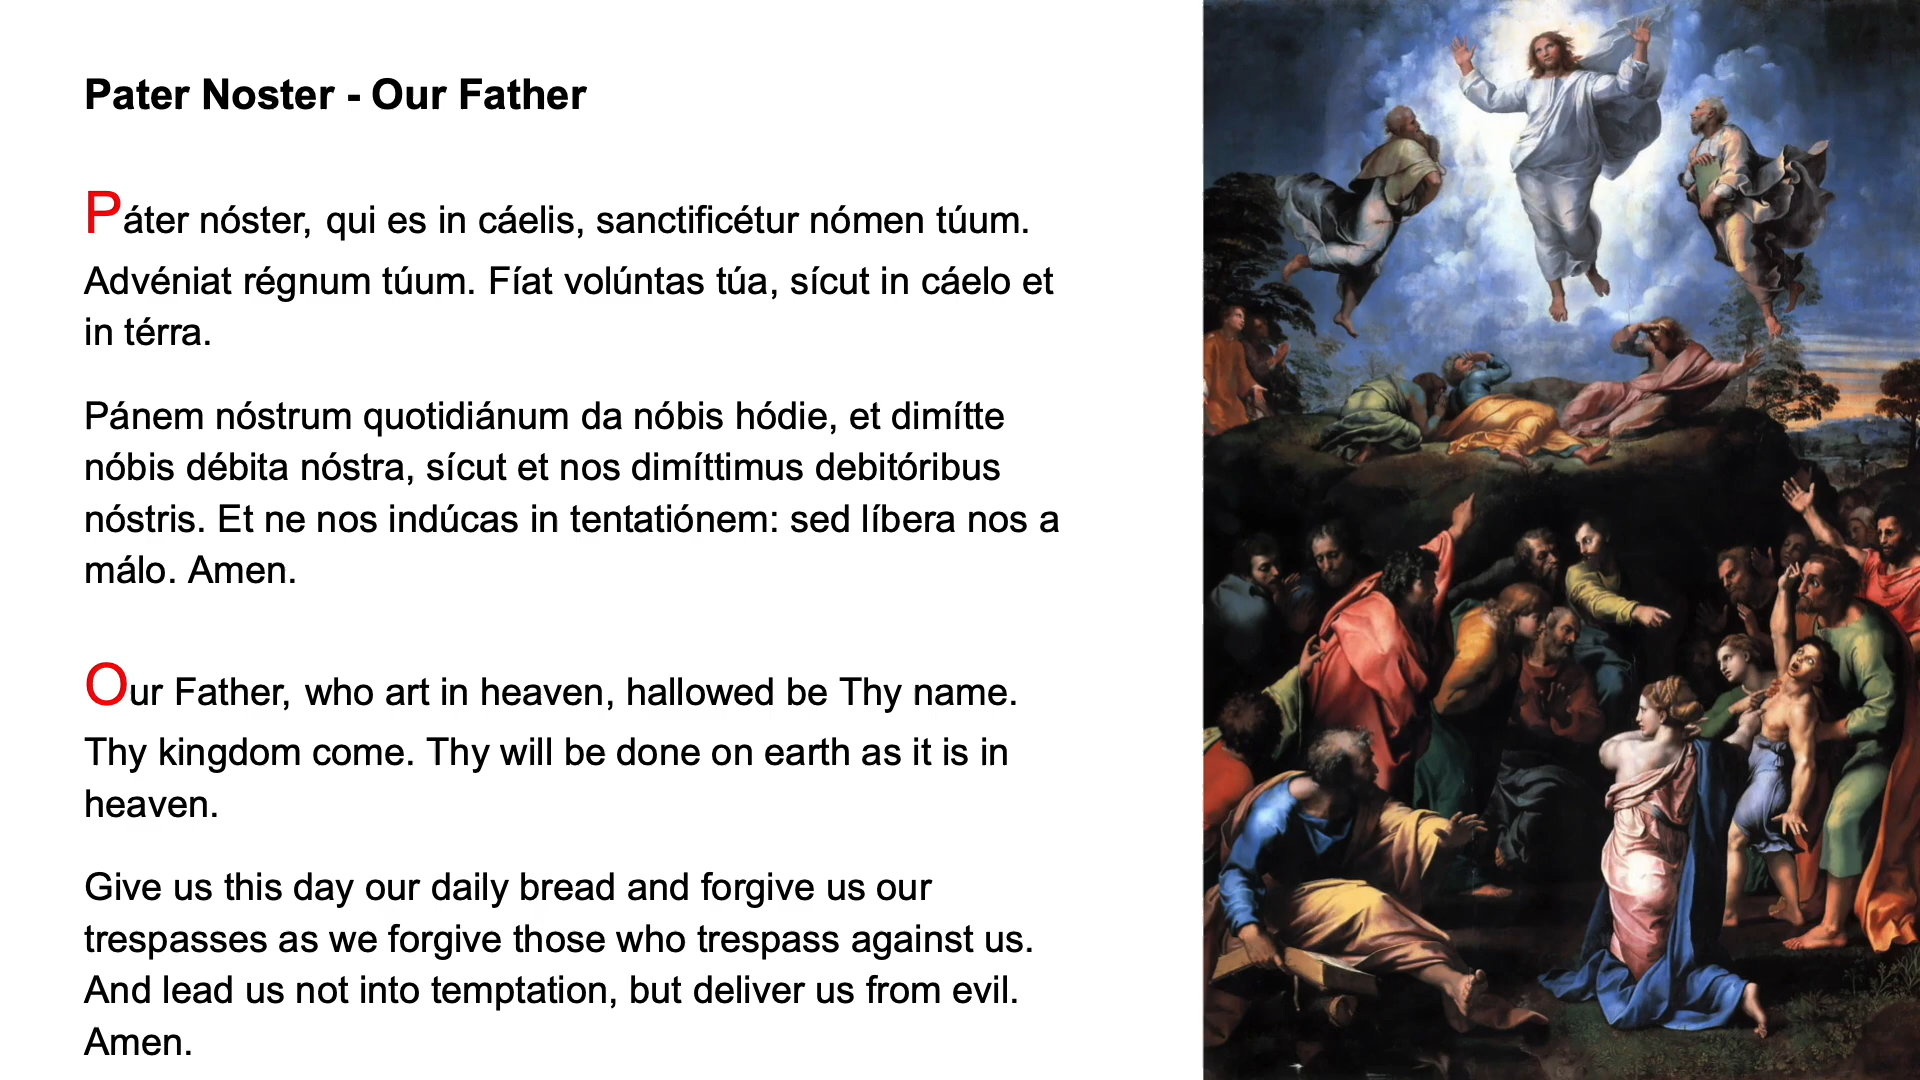 Pater Noster - Our Father
Páter nóster, qui es in cáelis, sanctificétur nómen túum.
Advéniat régnum túum. Fíat volúntas túa, sícut in cáelo et
in térra.
Pánem nóstrum quotidiánum da nóbis hódie, et dimítte
nóbis débita nóstra, sícut et nos dimíttimus debitóribus
nóstris. Et ne nos indúcas in tentatiónem: sed líbera nos a
málo. Amen.
Our Father, who art in heaven, hallowed be Thy name.
Thy kingdom come. Thy will be done on earth as it is in
heaven.
Give us this day our daily bread and forgive us our
trespasses as we forgive those who trespass against us.
And lead us not into temptation, but deliver us from evil.
Amen.